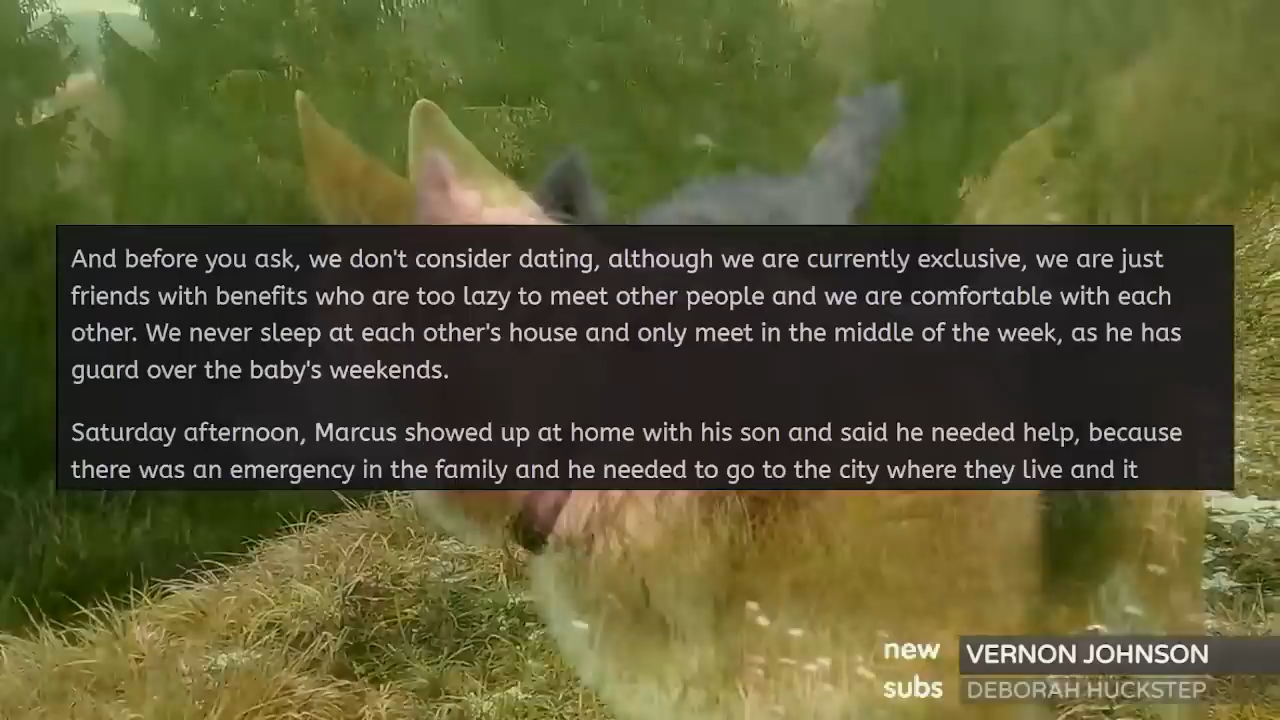 And before you ask, we don't consider dating, although we are currently exclusive, we are just
friends with benefits who are too lazy to meet other people and we are comfortable with each
other. We never sleep at each other's house and only meet in the middle of the week, as he has
guard over the baby's weekends.
Saturday afternoon, Marcus showed up at home with his son and said he needed help, because
there was an emergency in the family and he needed to go to the city where they live and it
new
VERNON JOHNSON
subs
DEBORAH HUCKSTEP